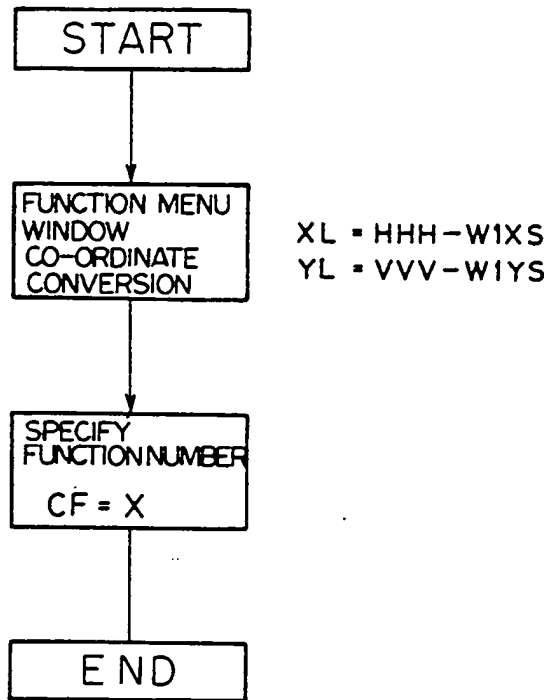 START
FUNCTION MENU
WINDOW
CO-ORDINATE
CONVERSION
XL = HHH-W1XS
YL = VVV-W1YS
SPECIFY
FUNCTION NUMBER
CF = X
END